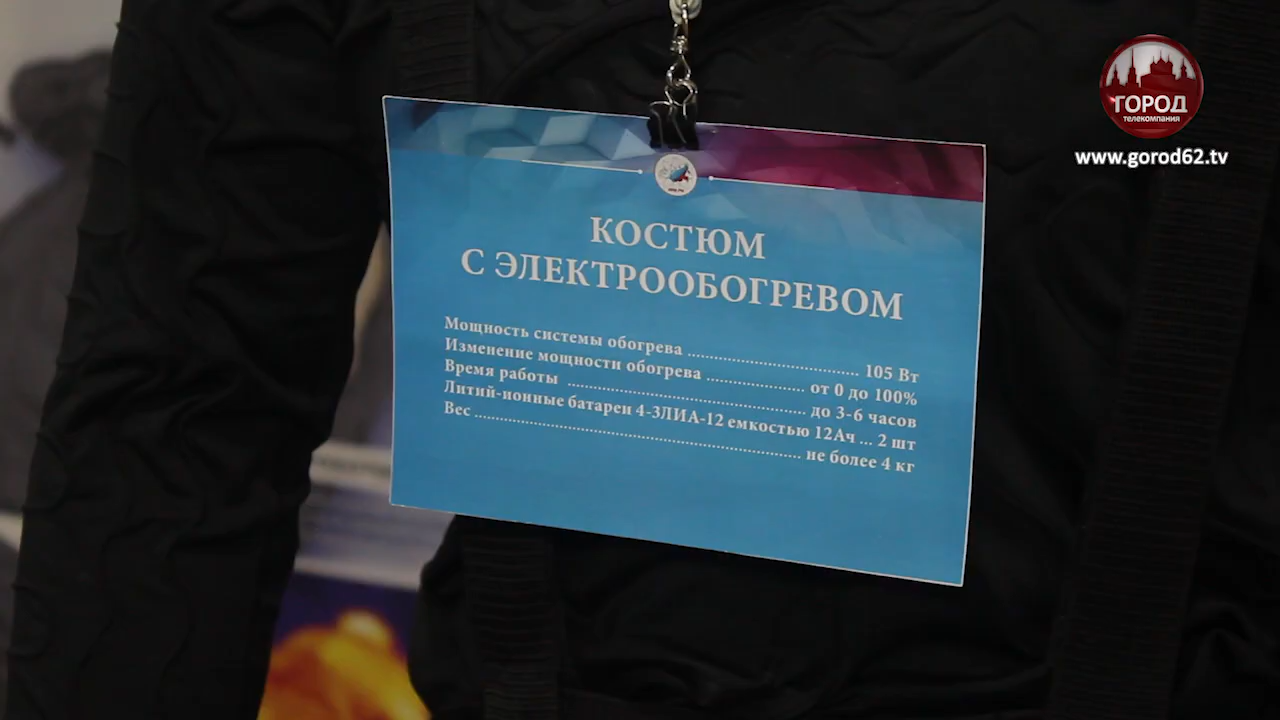 ГОРОД
телекомпания
www.gorod62.tv
КОСТЮМ
С ЭЛЕКТРООБОГРЕВОМ
Мощность системы обогрева ........................................ 105 Вт
Изменение мощности обогрева ....................... от 0 до 100%
Время работы ....................................................... до 3-6 часов
Литий-ионные батареи 4-3ЛИА-12 емкостью 12Ач ... 2 шт
Вес ............................................................................ не более 4 кг